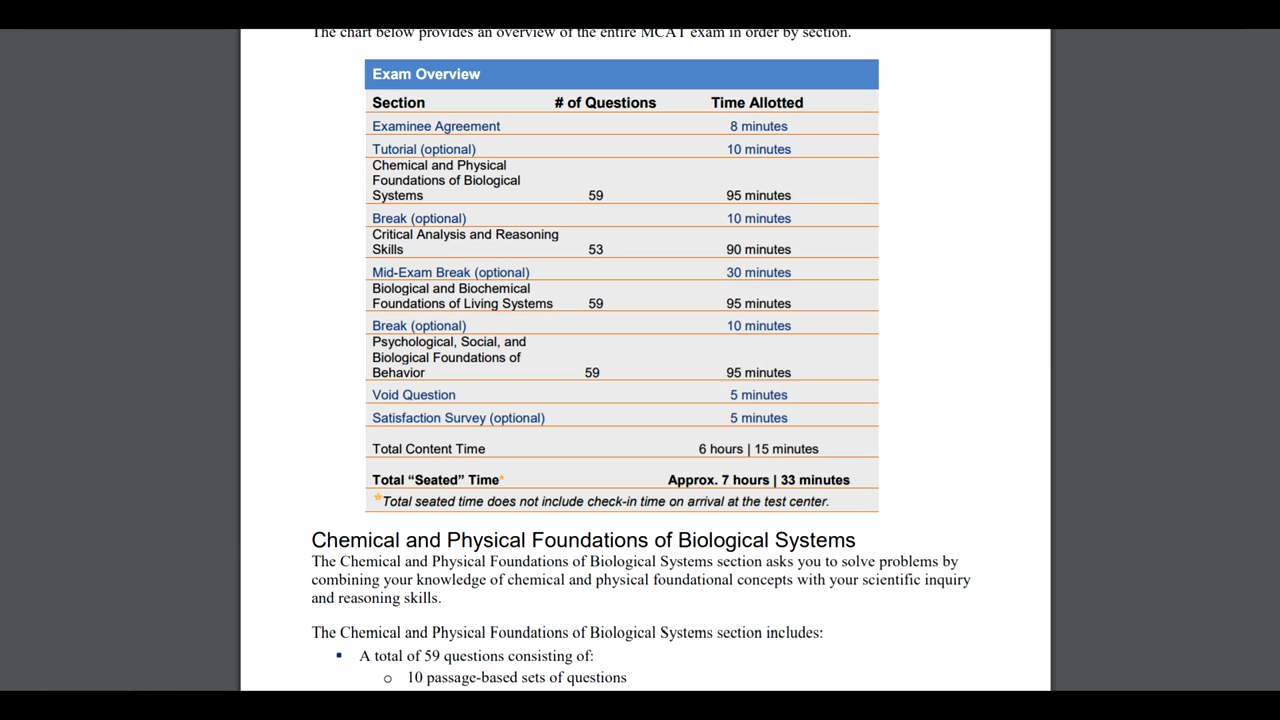 The chart below provides an overview of the entire MCAT exam in order by section.
Exam Overview
Section # of Questions Time Allotted
Examinee Agreement 8 minutes
Tutorial (optional) 10 minutes
Chemical and Physical
Foundations of Biological
Systems 59 95 minutes
Break (optional) 10 minutes
Critical Analysis and Reasoning
Skills 53 90 minutes
Mid-Exam Break (optional) 30 minutes
Biological and Biochemical
Foundations of Living Systems 59 95 minutes
Break (optional) 10 minutes
Psychological, Social, and
Biological Foundations of
Behavior 59 95 minutes
Void Question 5 minutes
Satisfaction Survey (optional) 5 minutes
Total Content Time 6 hours | 15 minutes
Total “Seated” Time* Approx. 7 hours | 33 minutes
*Total seated time does not include check-in time on arrival at the test center.
Chemical and Physical Foundations of Biological Systems
The Chemical and Physical Foundations of Biological Systems section asks you to solve problems by
combining your knowledge of chemical and physical foundational concepts with your scientific inquiry
and reasoning skills.
The Chemical and Physical Foundations of Biological Systems section includes:
▪ A total of 59 questions consisting of:
o 10 passage-based sets of questions